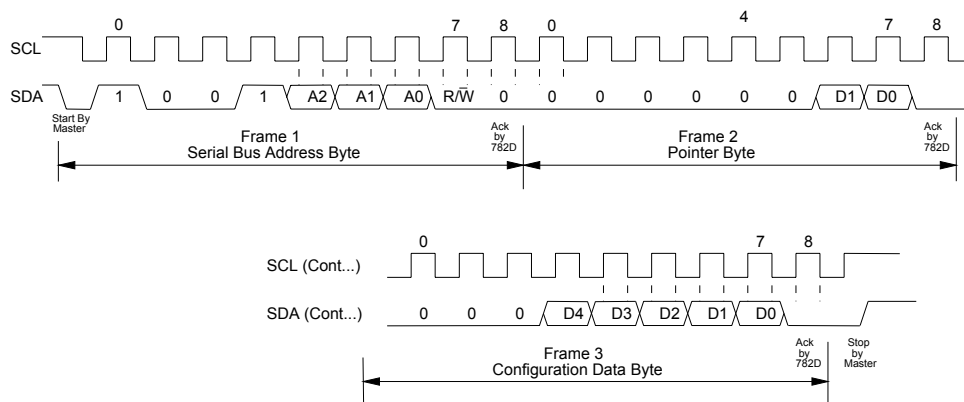 0 7 8 0 4 7 8
SCL
SDA 1 0 0 1 A2 A1 A0 R/W̅ 0 0 0 0 0 0 0 D1 D0
Start By
Master
Frame 1
Serial Bus Address Byte
Ack
by
782D
Frame 2
Pointer Byte
Ack
by
782D
0 7 8
SCL (Cont...)
SDA (Cont...) 0 0 0 D4 D3 D2 D1 D0
Frame 3
Configuration Data Byte
Ack
by
782D
Stop
by
Master